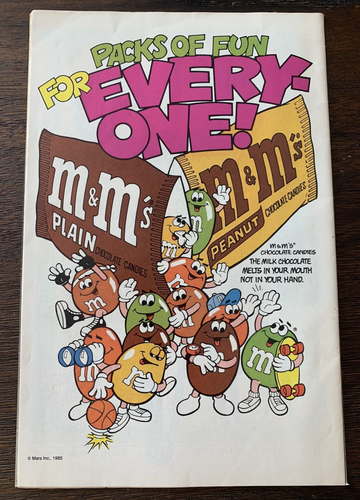 PACKS OF FUN
FOR EVERY-
ONE!
m&m's
PLAIN
CHOCOLATE CANDIES
m&m's
PEANUT
CHOCOLATE CANDIES
m&m's®
CHOCOLATE CANDIES
THE MILK CHOCOLATE
MELTS IN YOUR MOUTH
NOT IN YOUR HAND.
m
m
m
m
m
© Mars Inc., 1985